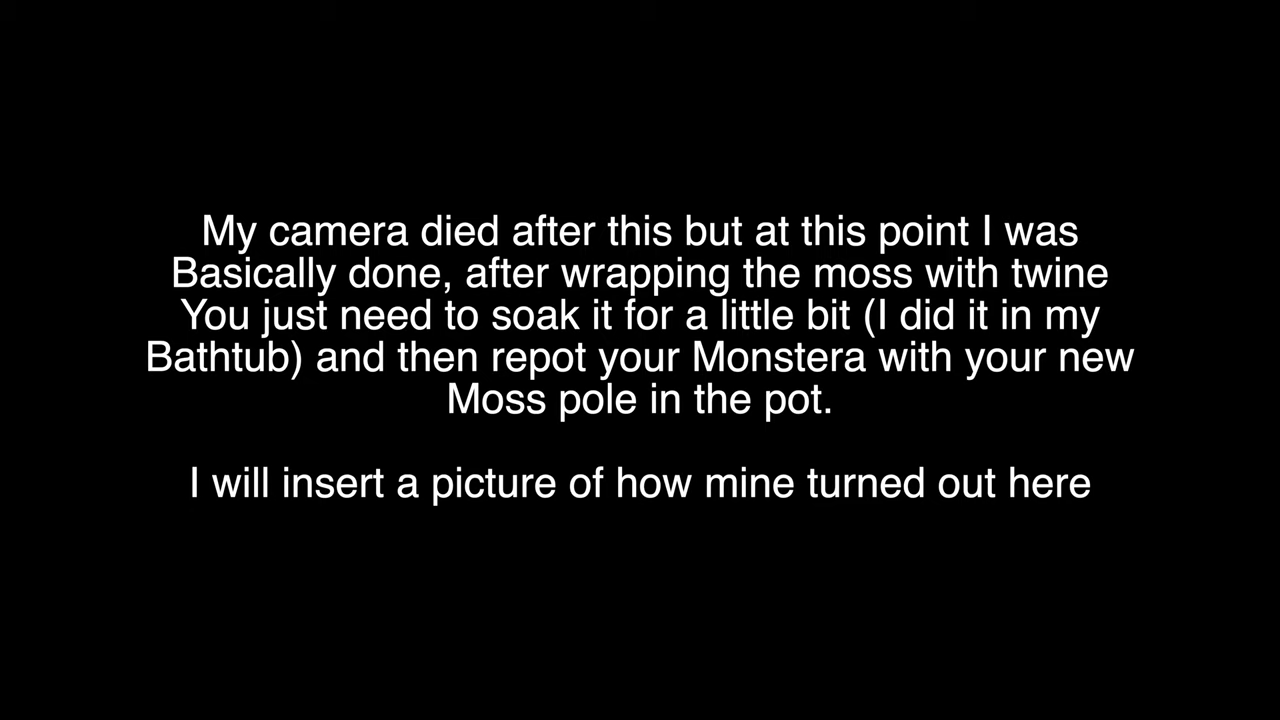 My camera died after this but at this point I was
Basically done, after wrapping the moss with twine
You just need to soak it for a little bit (I did it in my
Bathtub) and then repot your Monstera with your new
Moss pole in the pot.
I will insert a picture of how mine turned out here